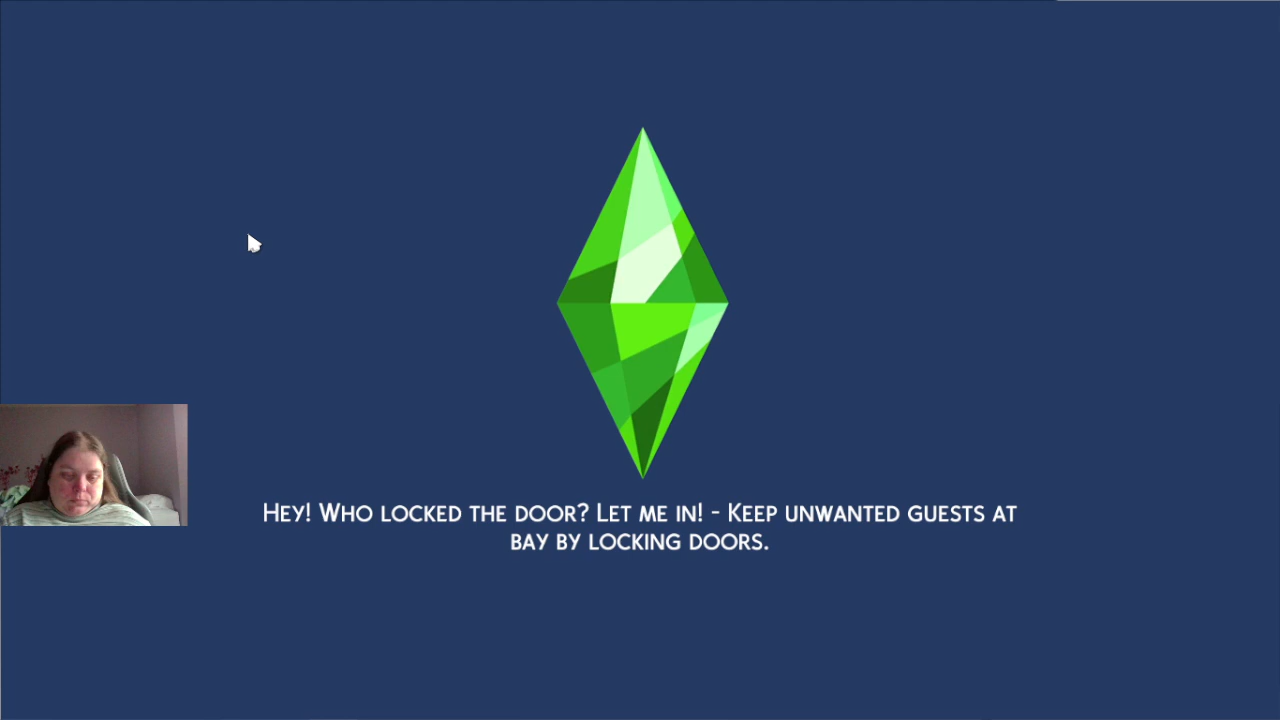 Hey! Who locked the door? Let me in! - Keep unwanted guests at
bay by locking doors.